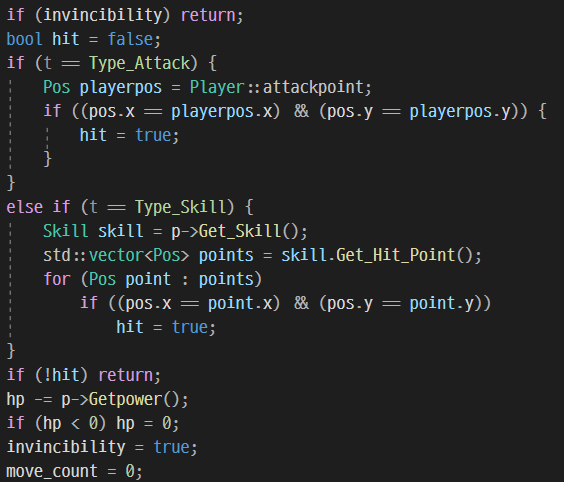 if (invincibility) return;
bool hit = false;
if (t == Type_Attack) {
    Pos playerpos = Player::attackpoint;
    if ((pos.x == playerpos.x) && (pos.y == playerpos.y)) {
        hit = true;
    }
}
else if (t == Type_Skill) {
    Skill skill = p->Get_Skill();
    std::vector<Pos> points = skill.Get_Hit_Point();
    for (Pos point : points)
        if ((pos.x == point.x) && (pos.y == point.y))
            hit = true;
}
if (!hit) return;
hp -= p->Getpower();
if (hp < 0) hp = 0;
invincibility = true;
move_count = 0;